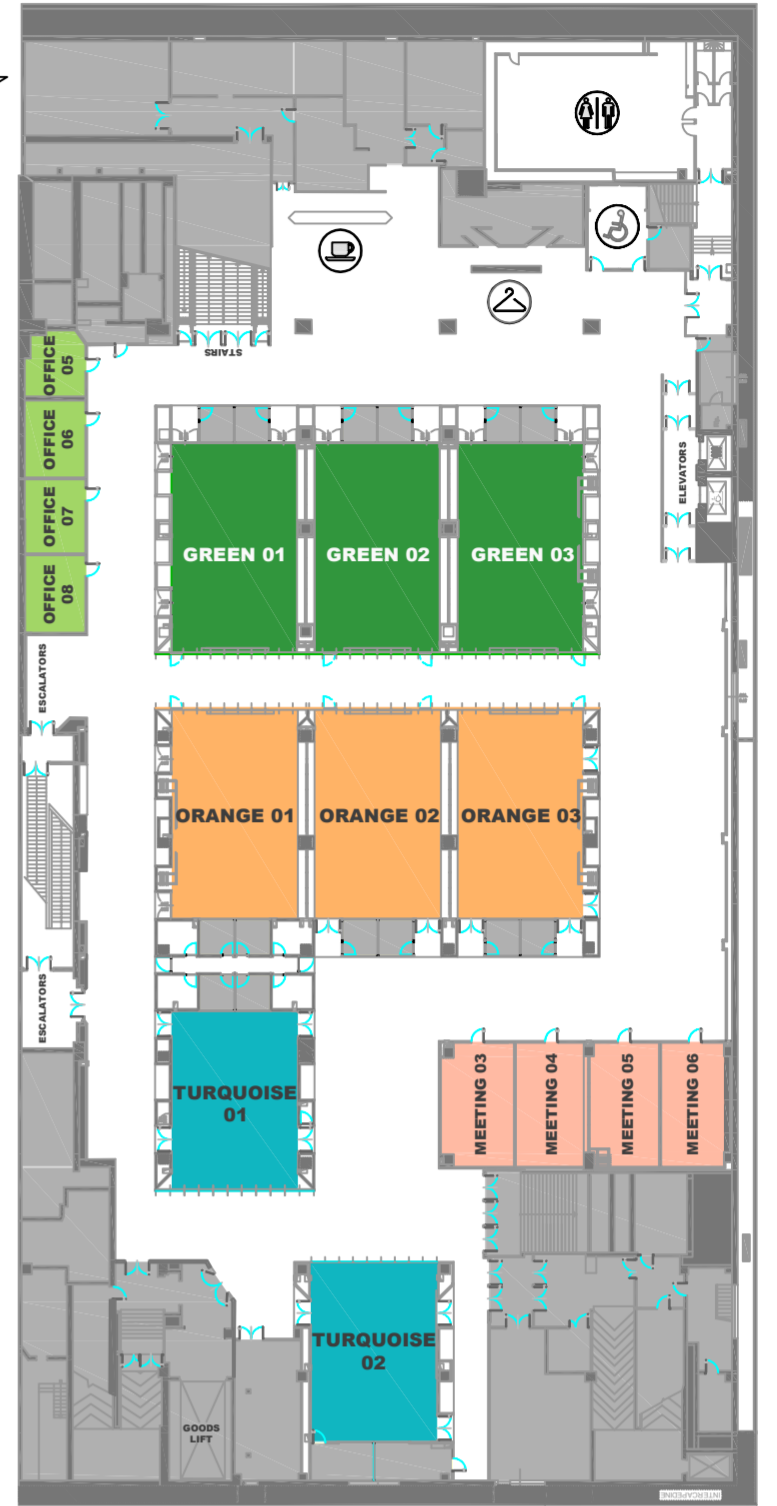 STAIRS
OFFICE
05
OFFICE
06
OFFICE
07
OFFICE
08
ELEVATORS
GREEN 01
GREEN 02
GREEN 03
ESCALATORS
ORANGE 01
ORANGE 02
ORANGE 03
ESCALATORS
TURQUOISE
01
MEETING 03
MEETING 04
MEETING 05
MEETING 06
TURQUOISE
02
GOODS
LIFT
INTERCAPEDINE